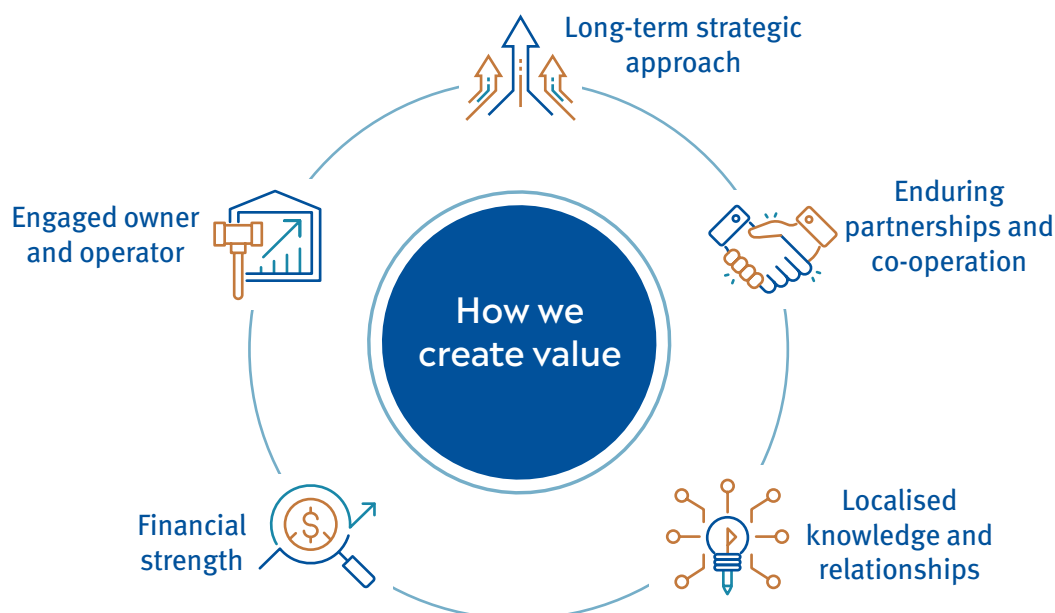 Long-term strategic
approach
Enduring
partnerships and
co-operation
Localised
knowledge and
relationships
Financial
strength
Engaged owner
and operator
How we
create value
$